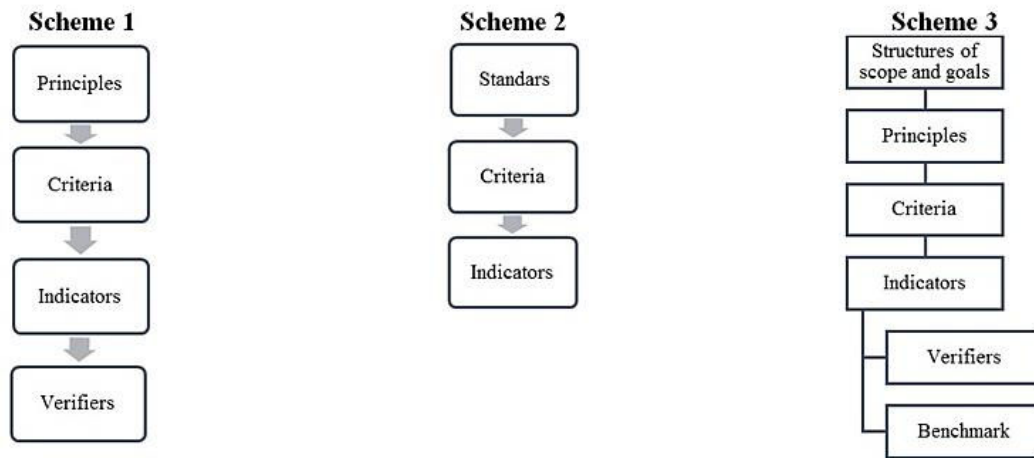 Scheme 1
Principles
Criteria
Indicators
Verifiers
Scheme 2
Standars
Criteria
Indicators
Scheme 3
Structures of
scope and goals
Principles
Criteria
Indicators
Verifiers
Benchmark